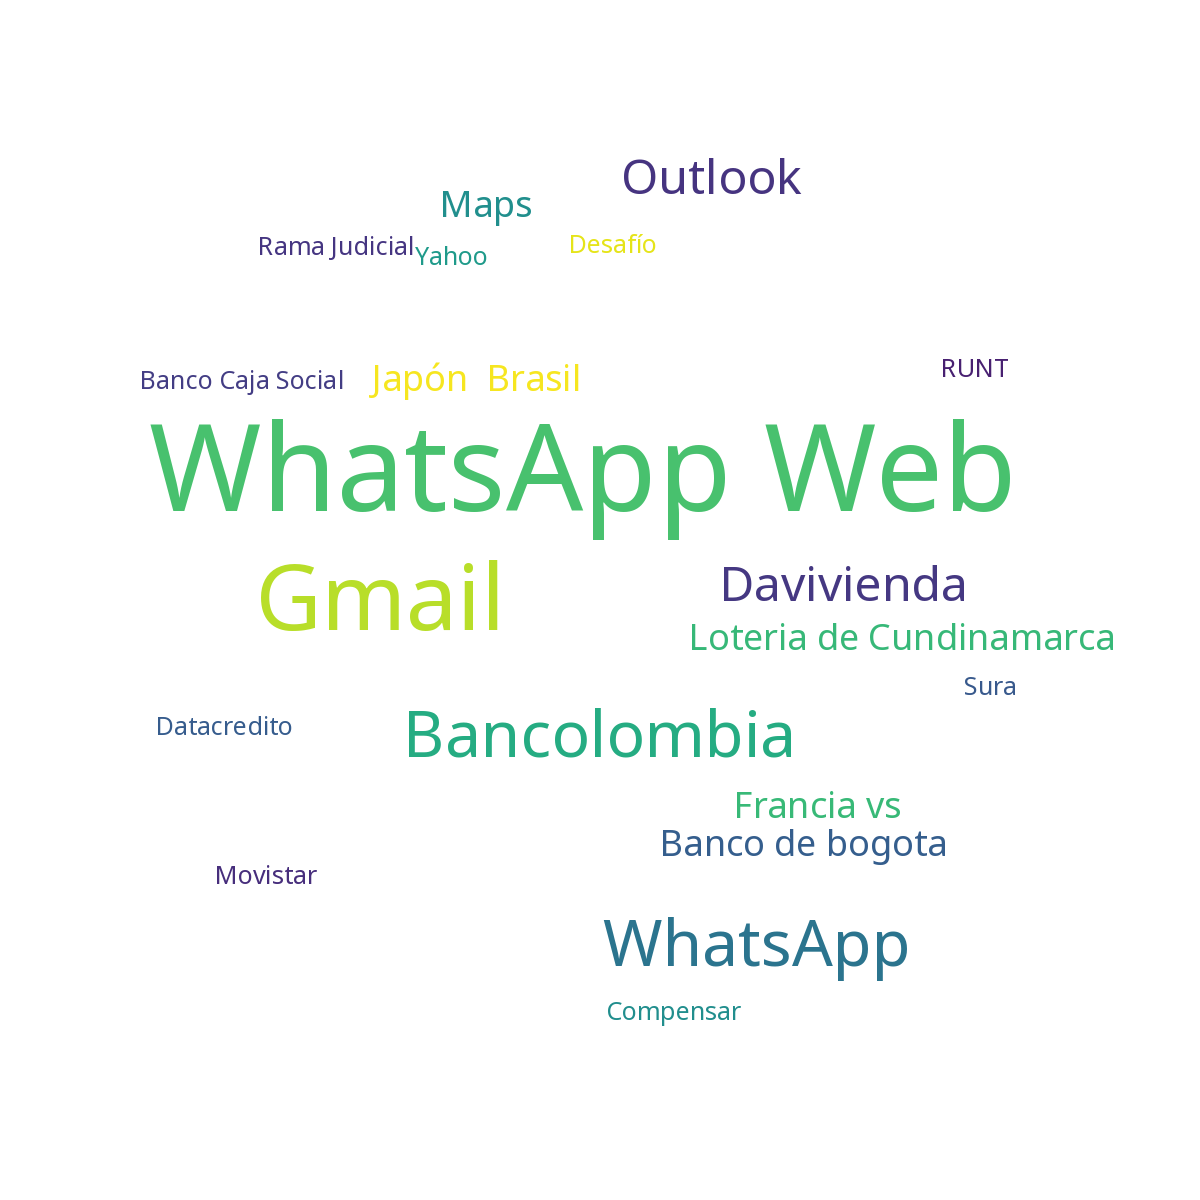 Outlook
Maps
Rama Judicial
Yahoo
Desafío
RUNT
Banco Caja Social
Japón  Brasil
WhatsApp Web
Gmail
Davivienda
Loteria de Cundinamarca
Sura
Datacredito
Bancolombia
Francia vs
Banco de bogota
Movistar
WhatsApp
Compensar